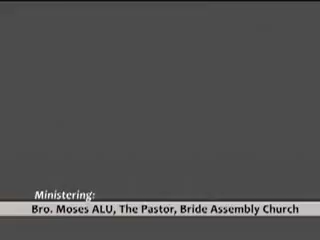 Ministering:
Bro. Moses ALU, The Pastor, Bride Assembly Church